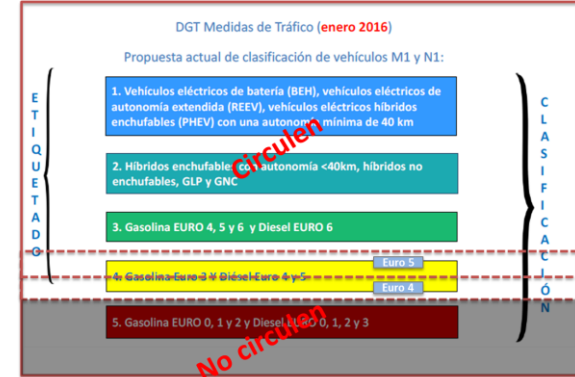 DGT Medidas de Tráfico (enero 2016)
Propuesta actual de clasificación de vehículos M1 y N1:
ETIQUETADO
1. Vehículos eléctricos de batería (BEH), vehículos eléctricos de
autonomía extendida (REEV), vehículos eléctricos híbridos
enchufables (PHEV) con una autonomía mínima de 40 km
Circulen
2. Híbridos enchufables con autonomía <40km, híbridos no
enchufables, GLP y GNC
3. Gasolina EURO 4, 5 y 6 y Diesel EURO 6
Euro 5
4. Gasolina Euro 3 Y Diésel Euro 4 y 5
Euro 4
5. Gasolina EURO 0, 1 y 2 y Diesel EURO 0, 1, 2 y 3
No circulen
CLASIFICACIÓN